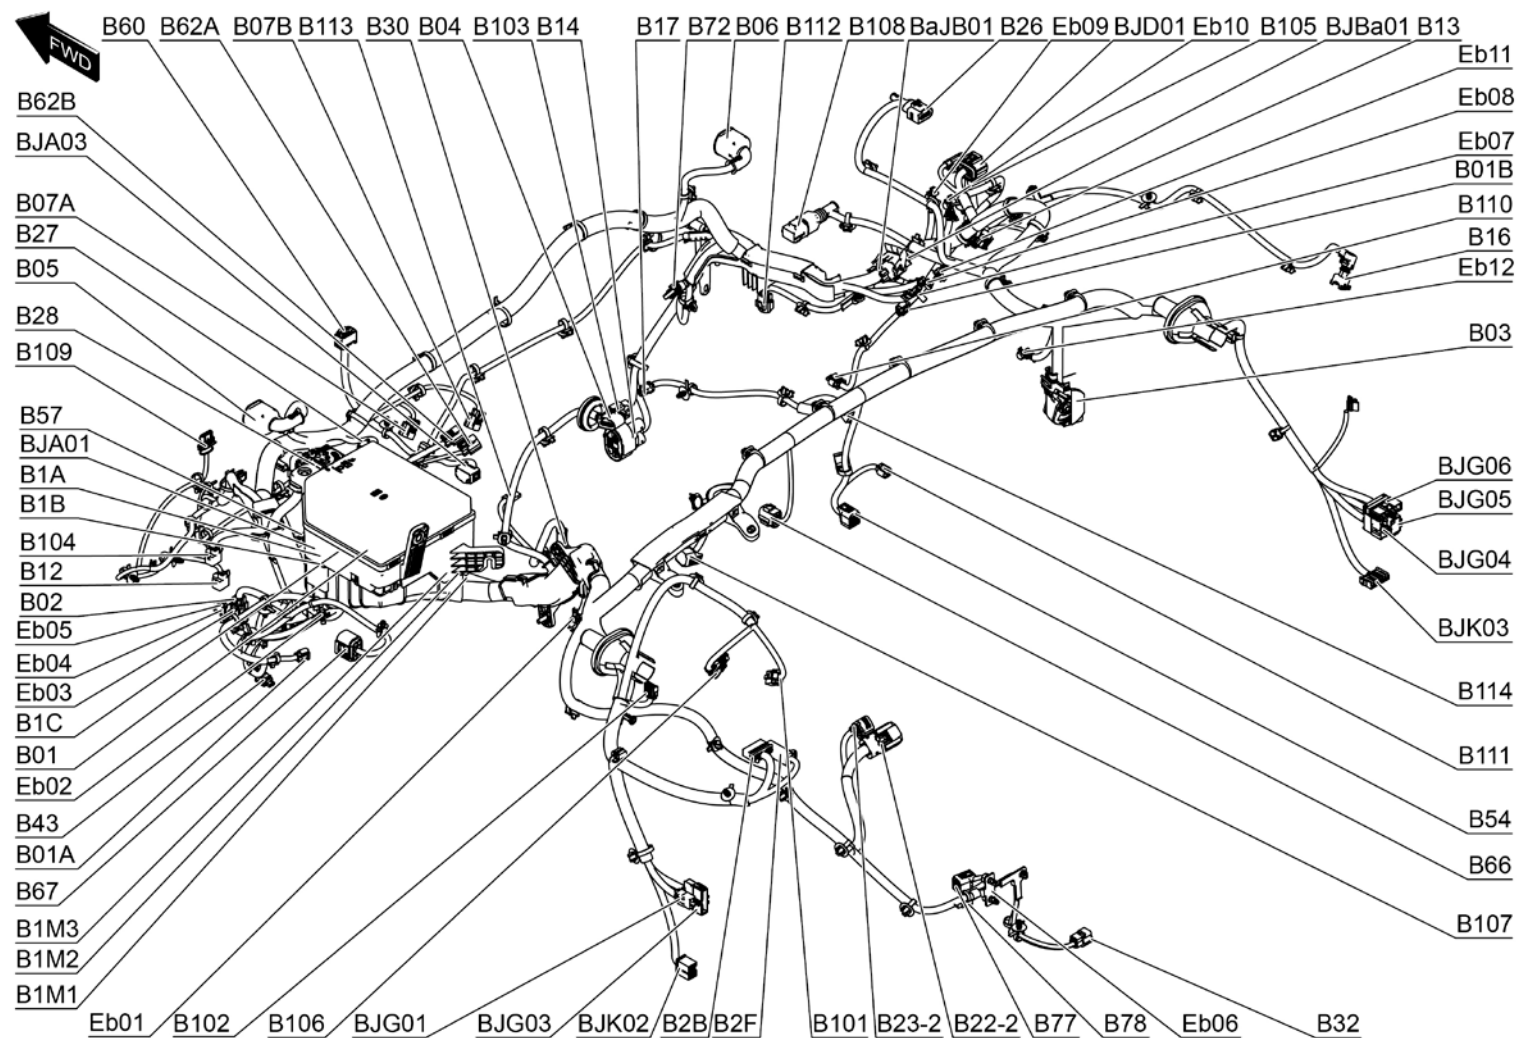 FWD
B60 B62A B07B B113 B30 B04 B103 B14 B17 B72 B06 B112 B108 BaJB01 B26 Eb09 BJD01 Eb10 B105 BJBa01 B13
Eb11
B62B
Eb08
BJA03
Eb07
B01B
B07A
B110
B27
B16
B05
Eb12
B28
B03
B109
B57
BJA01
BJG06
B1A
BJG05
B1B
B104
BJG04
B12
B02
Eb05
BJK03
Eb04
Eb03
B114
B1C
B01
B111
Eb02
B43
B54
B01A
B66
B67
B1M3
B107
B1M2
B1M1
Eb01 B102 B106 BJG01 BJG03 BJK02 B2B B2F B101 B23-2 B22-2 B77 B78 Eb06 B32